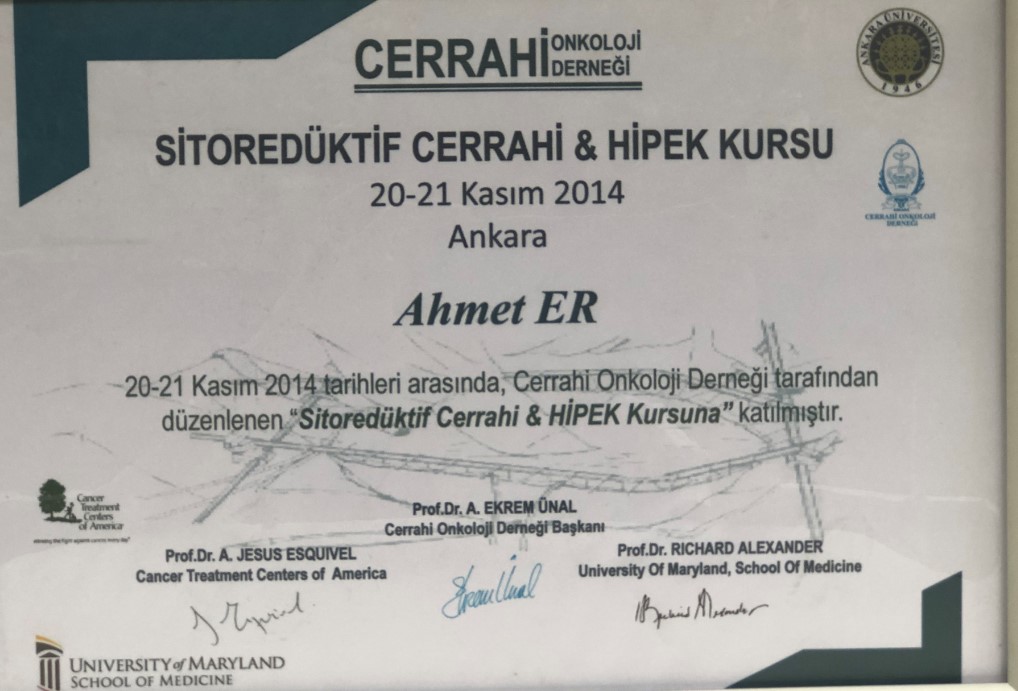 CERRAHİ ONKOLOJİ DERNEĞİ
ANKARA ÜNİVERSİTESİ
1946
SİTOREDÜKTİF CERRAHİ & HİPEK KURSU
20-21 Kasım 2014
Ankara
CERRAHİ ONKOLOJİ
DERNEĞİ
Ahmet ER
20-21 Kasım 2014 tarihleri arasında, Cerrahi Onkoloji Derneği tarafından
düzenlenen “Sitoredüktif Cerrahi & HİPEK Kursuna” katılmıştır.
Cancer
Treatment
Centers
of America
Prof.Dr. A. EKREM ÜNAL
Cerrahi Onkoloji Derneği Başkanı
Prof.Dr. A. JESUS ESQUIVEL
Cancer Treatment Centers of America
Prof.Dr. RICHARD ALEXANDER
University Of Maryland, School Of Medicine
Ekrem Ünal
UNIVERSITY of MARYLAND
SCHOOL OF MEDICINE